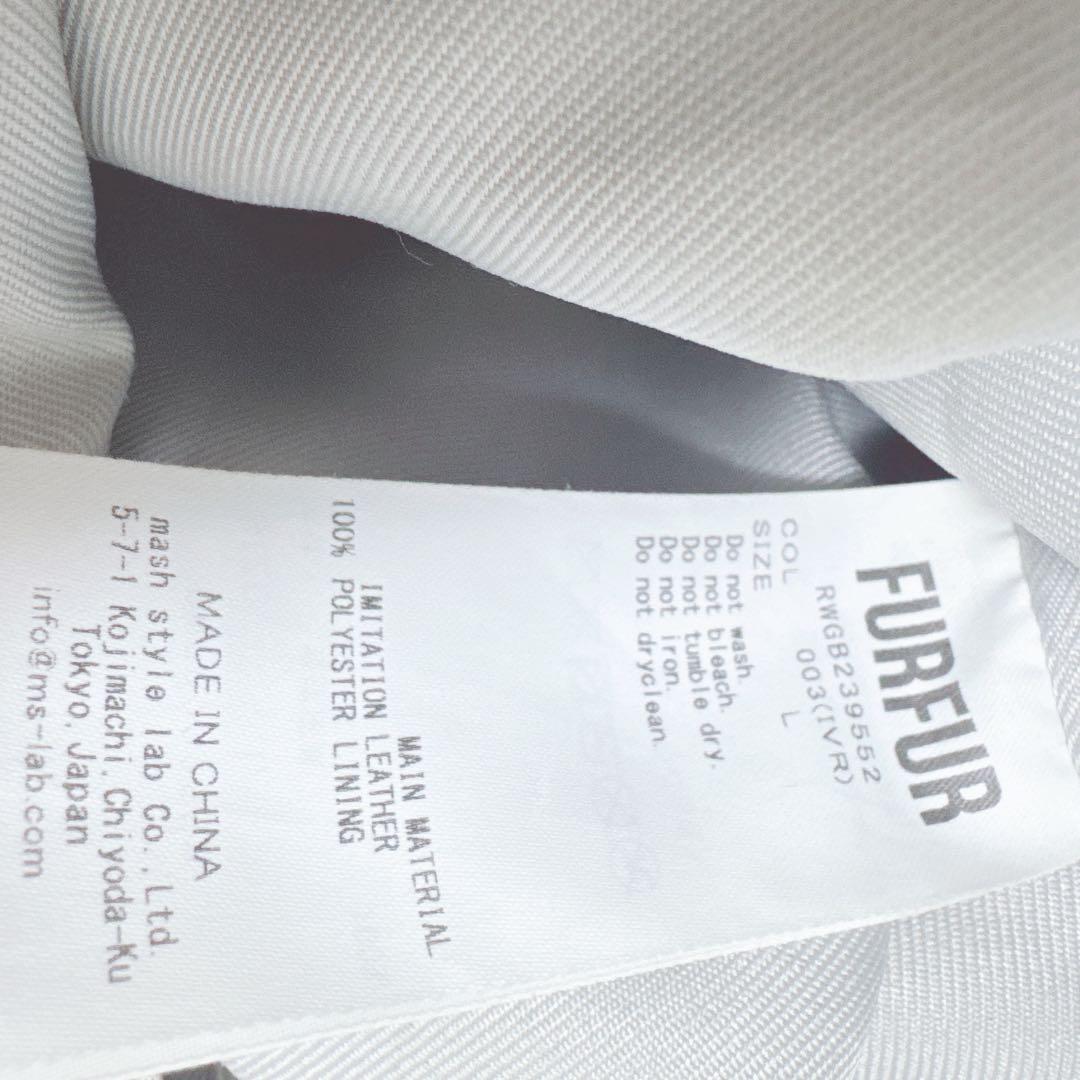 FURFUR
RWGB239552
COL 003(IVR)
SIZE L
Do not wash.
Do not bleach.
Do not tumble dry.
Do not iron.
Do not dryclean.
MAIN MATERIAL
IMITATION LEATHER
100% POLYESTER LINING
MADE IN CHINA
mash style lab Co.,Ltd.
5-7-1 Kojimachi,Chiyoda-Ku
Tokyo,Japan
info@ms-lab.com